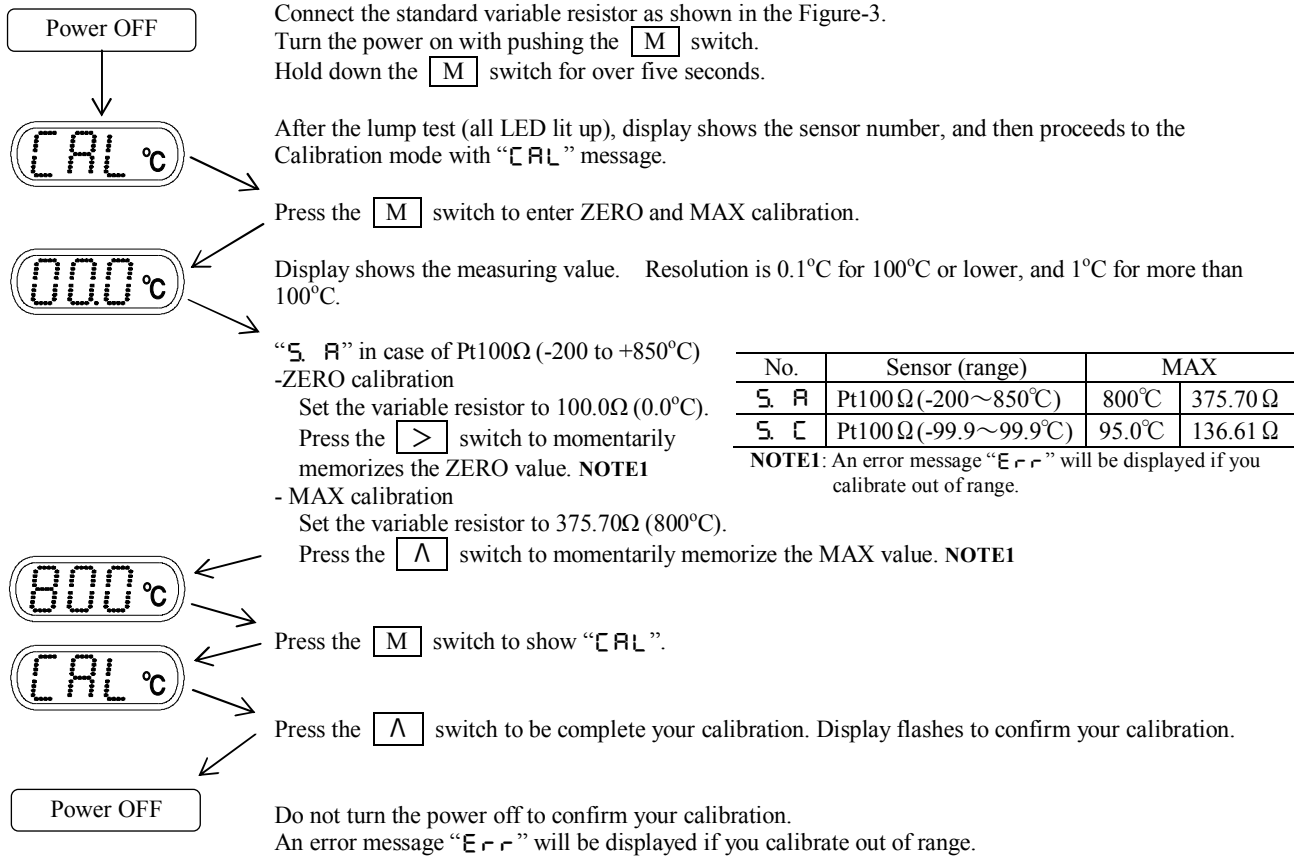 Power OFF
Connect the standard variable resistor as shown in the Figure-3.
Turn the power on with pushing the M switch.
Hold down the M switch for over five seconds.
CAL °C
After the lump test (all LED lit up), display shows the sensor number, and then proceeds to the
Calibration mode with “CAL” message.
Press the M switch to enter ZERO and MAX calibration.
00.0 °C
Display shows the measuring value. Resolution is 0.1°C for 100°C or lower, and 1°C for more than
100°C.
“S. A” in case of Pt100Ω (-200 to +850°C)
-ZERO calibration
Set the variable resistor to 100.0Ω (0.0°C).
Press the > switch to momentarily
memorizes the ZERO value. NOTE1
- MAX calibration
Set the variable resistor to 375.70Ω (800°C).
Press the Λ switch to momentarily memorize the MAX value. NOTE1
No. Sensor (range) MAX
S. A Pt100Ω(-200～850℃) 800℃ 375.70Ω
S. C Pt100Ω(-99.9～99.9℃) 95.0℃ 136.61Ω
NOTE1: An error message “Err” will be displayed if you
calibrate out of range.
800 °C
Press the M switch to show “CAL”.
CAL °C
Press the Λ switch to be complete your calibration. Display flashes to confirm your calibration.
Power OFF
Do not turn the power off to confirm your calibration.
An error message “Err” will be displayed if you calibrate out of range.